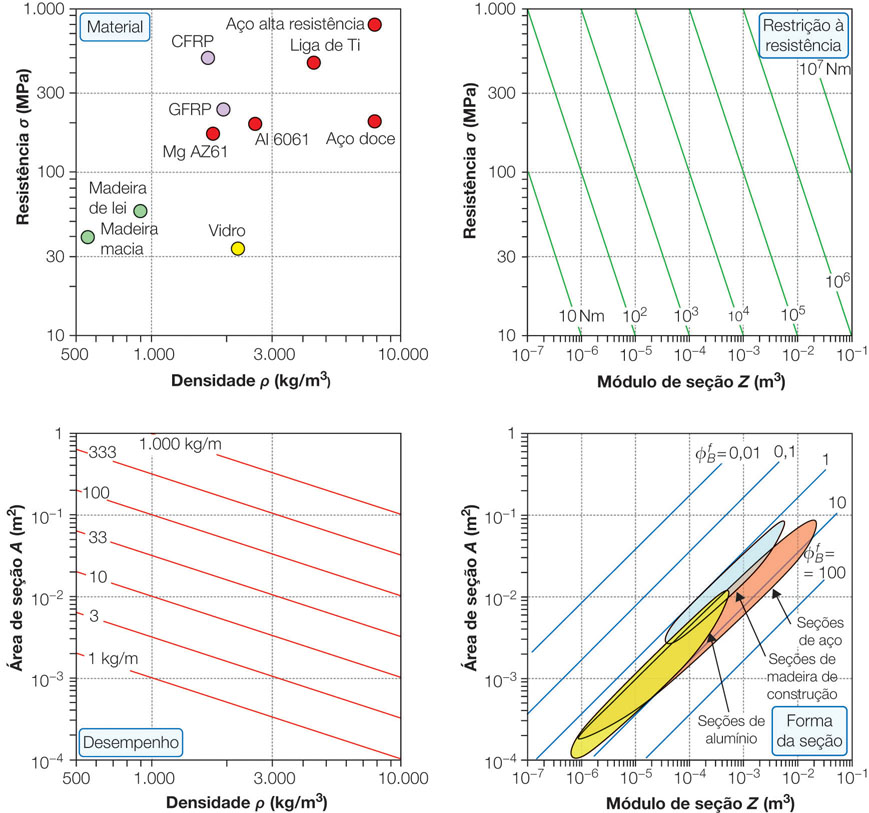 Material
1.000
300
100
30
10
Resistência σ (MPa)
CFRP
Aço alta resistência
Liga de Ti
GFRP
Mg AZ61
Al 6061
Aço doce
Madeira
de lei
Madeira
macia
Vidro
500
1.000
3.000
10.000
Densidade ρ (kg/m³)
Restrição à
resistência
1.000
300
100
30
10
Resistência σ (MPa)
10⁷ Nm
10⁶
10 Nm
10²
10³
10⁴
10⁵
10⁻⁷
10⁻⁶
10⁻⁵
10⁻⁴
10⁻³
10⁻²
10⁻¹
Módulo de seção Z (m³)
1
10⁻¹
10⁻²
10⁻³
10⁻⁴
Área de seção A (m²)
1.000 kg/m
333
100
33
10
3
1 kg/m
Desempenho
500
1.000
3.000
10.000
Densidade ρ (kg/m³)
1
10⁻¹
10⁻²
10⁻³
10⁻⁴
Área de seção A (m²)
ϕ_B^f = 0,01
0,1
1
10
ϕ_B^f =
= 100
Seções
de aço
Seções de
madeira de
construção
Seções de
alumínio
Forma
da seção
10⁻⁷
10⁻⁶
10⁻⁵
10⁻⁴
10⁻³
10⁻²
10⁻¹
Módulo de seção Z (m³)